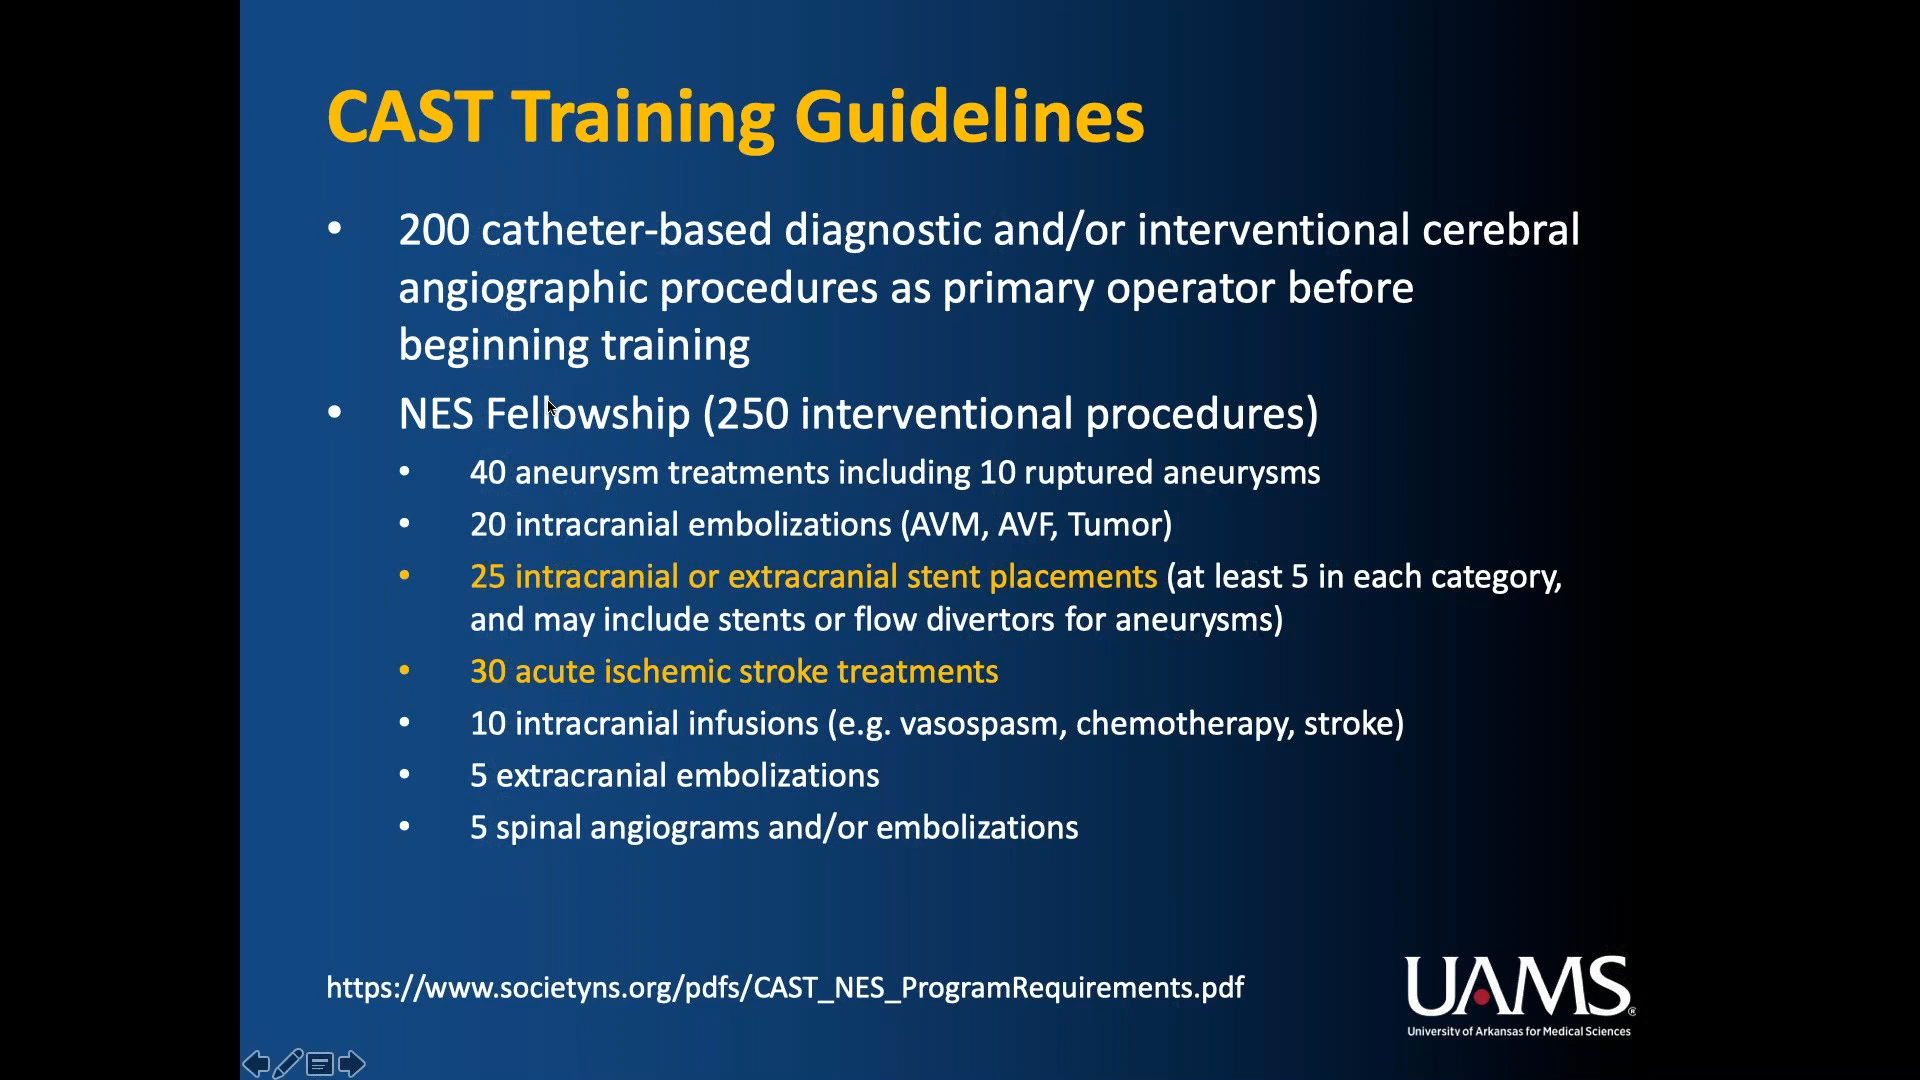 CAST Training Guidelines
• 200 catheter-based diagnostic and/or interventional cerebral
angiographic procedures as primary operator before
beginning training
• NES Fellowship (250 interventional procedures)
• 40 aneurysm treatments including 10 ruptured aneurysms
• 20 intracranial embolizations (AVM, AVF, Tumor)
• 25 intracranial or extracranial stent placements (at least 5 in each category,
and may include stents or flow divertors for aneurysms)
• 30 acute ischemic stroke treatments
• 10 intracranial infusions (e.g. vasospasm, chemotherapy, stroke)
• 5 extracranial embolizations
• 5 spinal angiograms and/or embolizations
https://www.societyns.org/pdfs/CAST_NES_ProgramRequirements.pdf
UAMS®
University of Arkansas for Medical Sciences